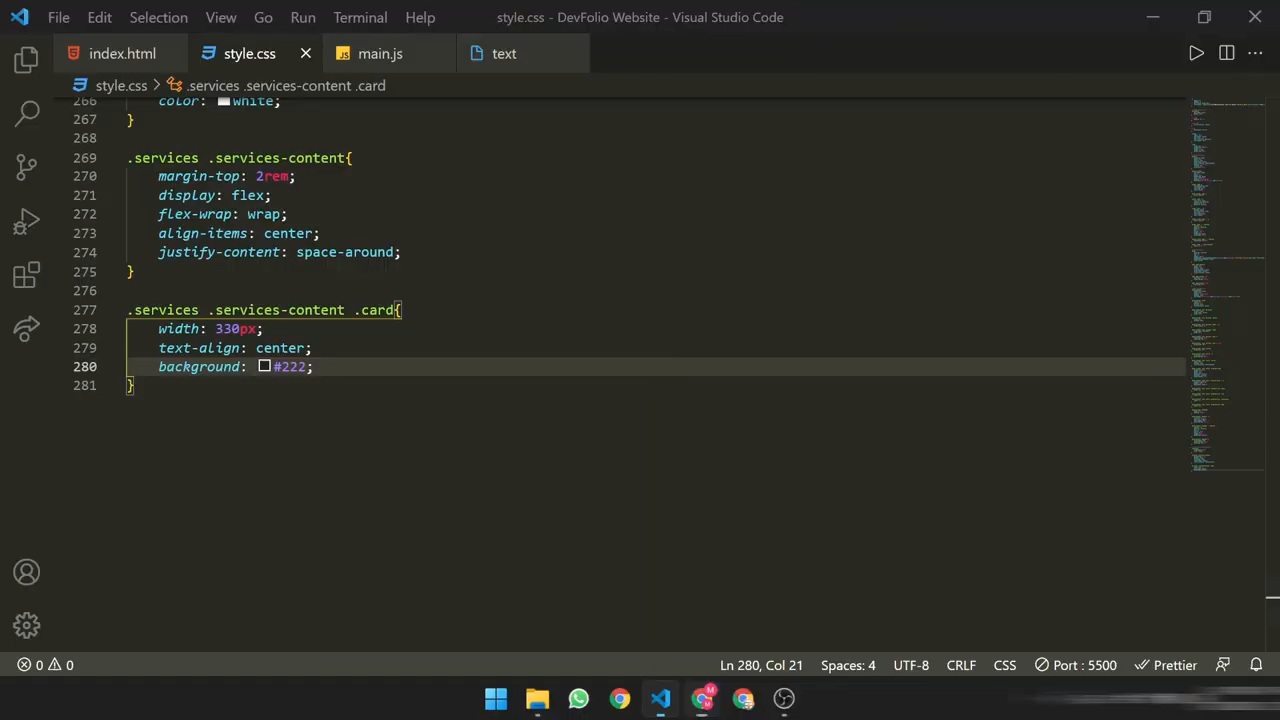 File Edit Selection View Go Run Terminal Help style.css - DevFolio Website - Visual Studio Code
index.html style.css main.js text
style.css .services .services-content .card
266 color: white;
267 }
268
269 .services .services-content{
270 margin-top: 2rem;
271 display: flex;
272 flex-wrap: wrap;
273 align-items: center;
274 justify-content: space-around;
275 }
276
277 .services .services-content .card{
278 width: 330px;
279 text-align: center;
280 background: #222;
281 }
0 0 Ln 280, Col 21 Spaces: 4 UTF-8 CRLF CSS Port : 5500 Prettier